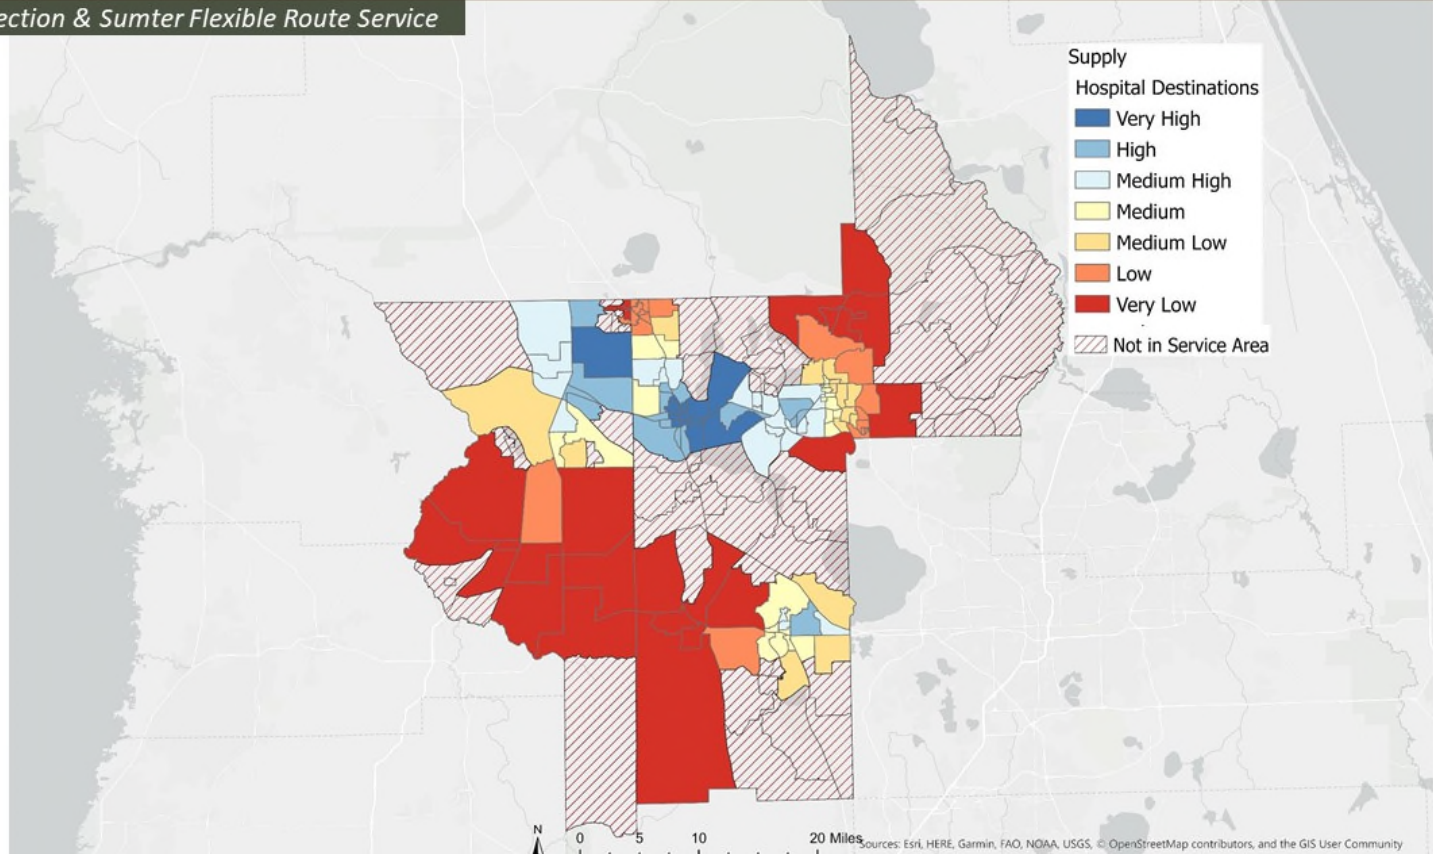 ection & Sumter Flexible Route Service
Supply
Hospital Destinations
Very High
High
Medium High
Medium
Medium Low
Low
Very Low
Not in Service Area
N
0 5 10 20 Miles
Sources: Esri, HERE, Garmin, FAO, NOAA, USGS, © OpenStreetMap contributors, and the GIS User Community